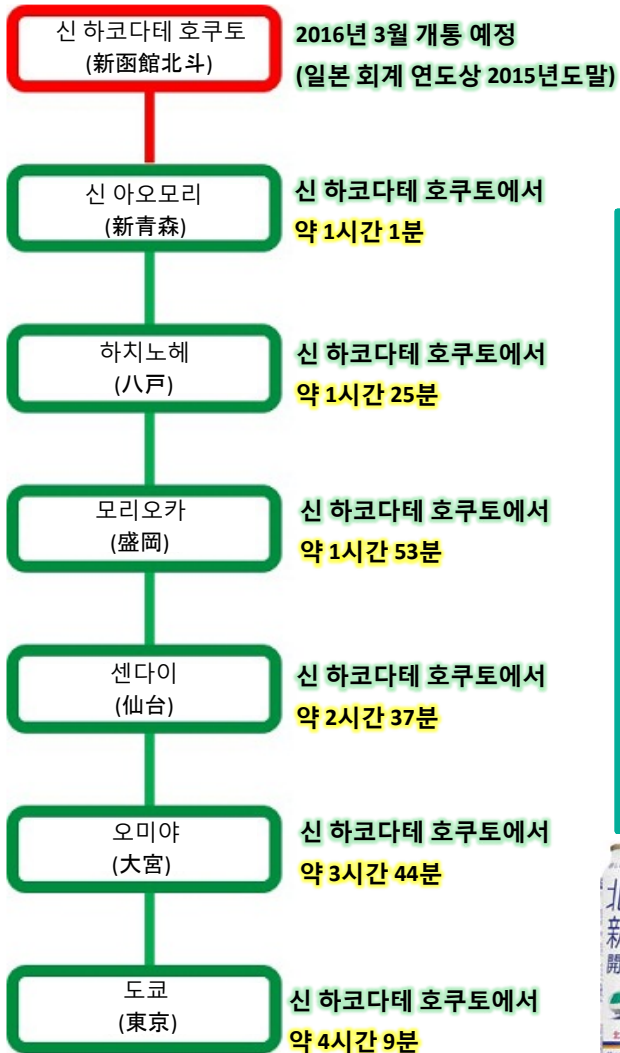 신 하코다테 호쿠토
(新函館北斗)
2016년 3월 개통 예정
(일본 회계 연도상 2015년도말)
신 아오모리
(新青森)
신 하코다테 호쿠토에서
약 1시간 1분
하치노헤
(八戸)
신 하코다테 호쿠토에서
약 1시간 25분
모리오카
(盛岡)
신 하코다테 호쿠토에서
약 1시간 53분
센다이
(仙台)
신 하코다테 호쿠토에서
약 2시간 37분
오미야
(大宮)
신 하코다테 호쿠토에서
약 3시간 44분
도쿄
(東京)
신 하코다테 호쿠토에서
약 4시간 9분
北
新
開